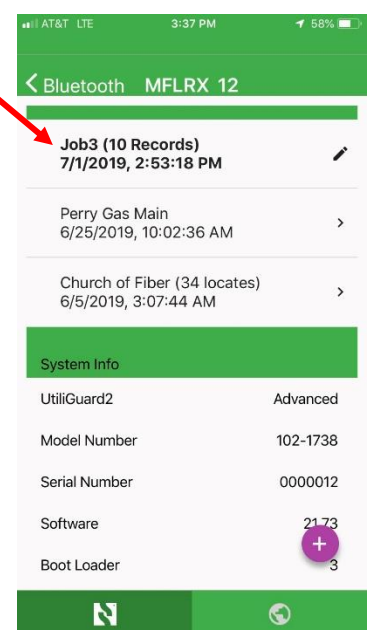 AT&T LTE 3:37 PM 58%
Bluetooth MFLRX 12
Job3 (10 Records)
7/1/2019, 2:53:18 PM
Perry Gas Main
6/25/2019, 10:02:36 AM
Church of Fiber (34 locates)
6/5/2019, 3:07:44 AM
System Info
UtiliGuard2 Advanced
Model Number 102-1738
Serial Number 0000012
Software 21.73
+
Boot Loader 3